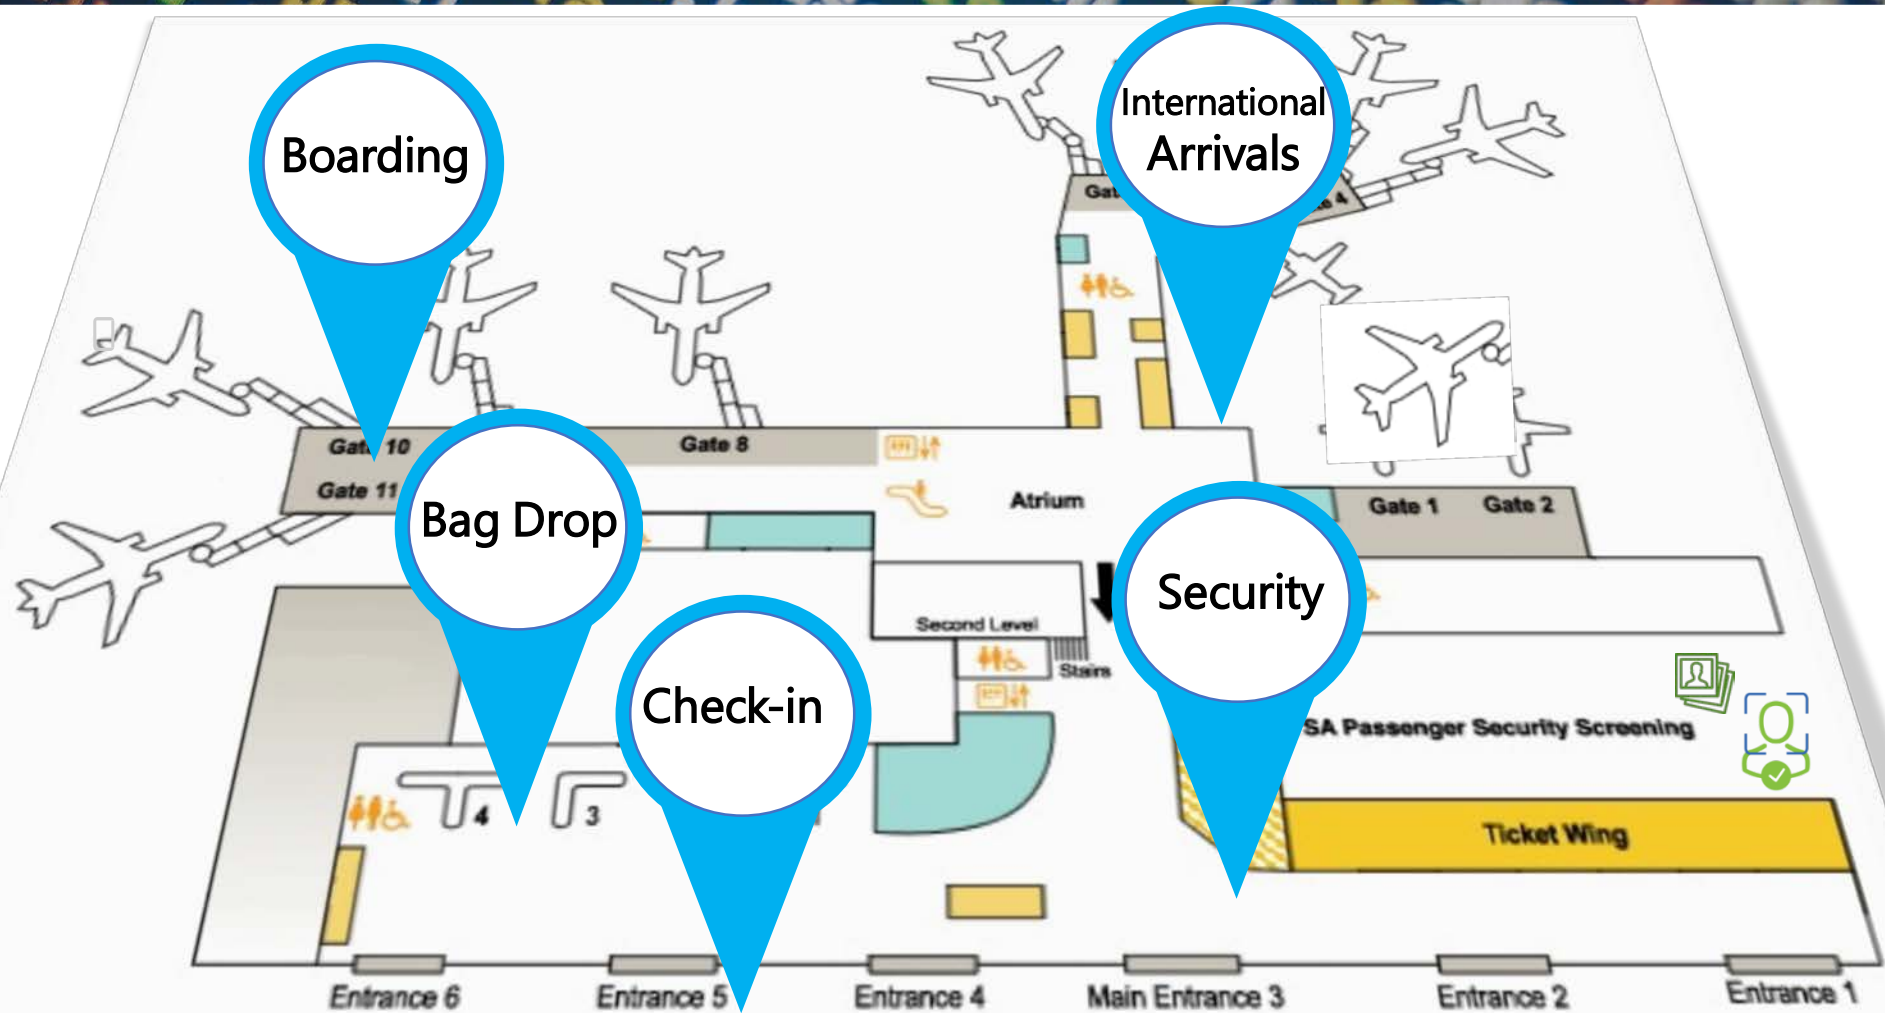 Boarding
International
Arrivals
Gate 10
Gate 11
Gate 8
Bag Drop
Atrium
Gate 1
Gate 2
Second Level
Stairs
Security
Check-in
SA Passenger Security Screening
4
3
Ticket Wing
Entrance 6
Entrance 5
Entrance 4
Main Entrance 3
Entrance 2
Entrance 1